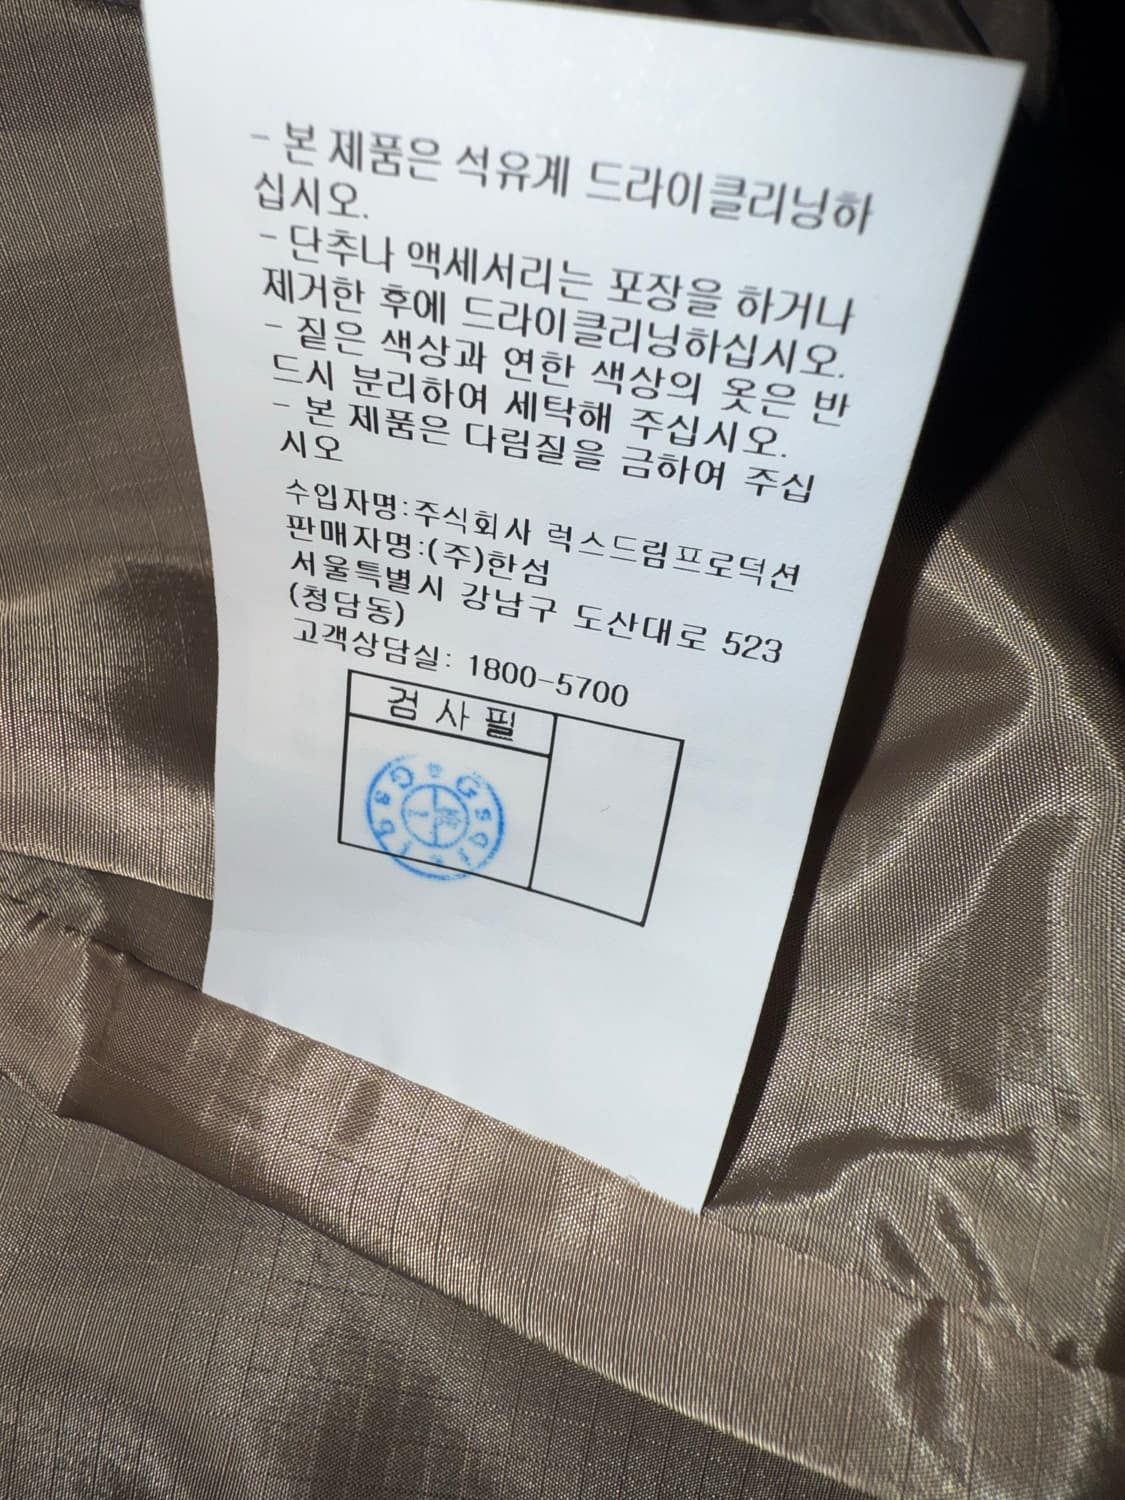 - 본 제품은 석유계 드라이클리닝하
십시오.
- 단추나 액세서리는 포장을 하거나
제거한 후에 드라이클리닝하십시오.
- 짙은 색상과 연한 색상의 옷은 반
드시 분리하여 세탁해 주십시오.
- 본 제품은 다림질을 금하여 주십
시오
수입자명:주식회사 럭스드림프로덕션
판매자명:(주)한섬
서울특별시 강남구 도산대로 523
(청담동)
고객상담실: 1800-5700
검 사 필